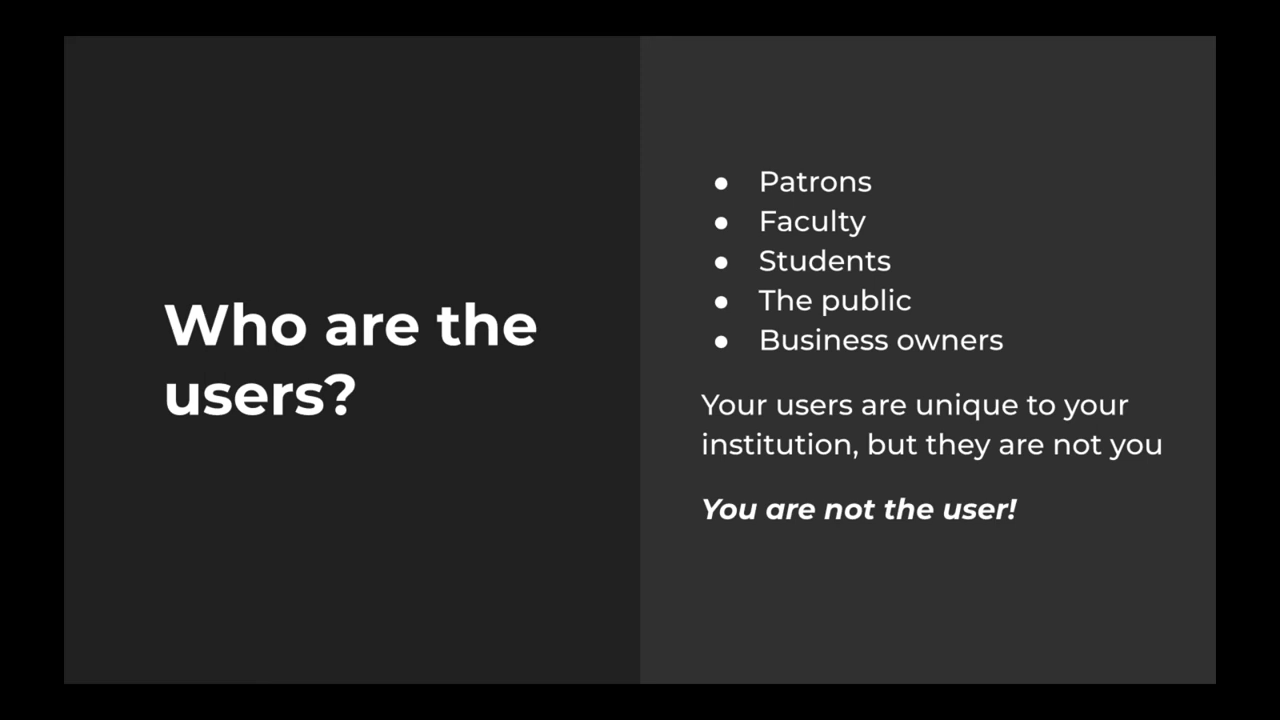 Who are the
users?
● Patrons
● Faculty
● Students
● The public
● Business owners
Your users are unique to your
institution, but they are not you
You are not the user!